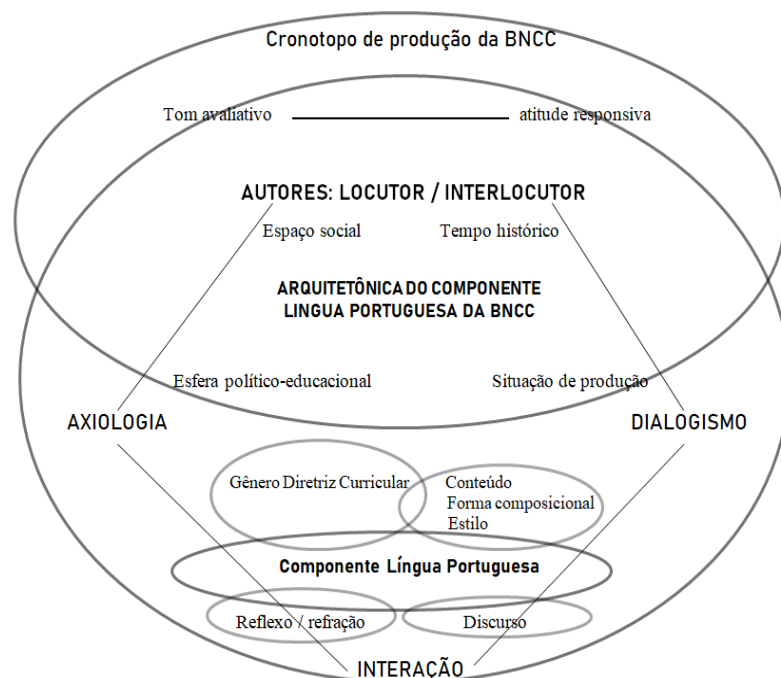 Cronotopo de produção da BNCC
Tom avaliativo
atitude responsiva
AUTORES: LOCUTOR / INTERLOCUTOR
Espaço social
Tempo histórico
ARQUITETÔNICA DO COMPONENTE
LINGUA PORTUGUESA DA BNCC
Esfera político-educacional
Situação de produção
AXIOLOGIA
DIALOGISMO
Gênero Diretriz Curricular
Conteúdo
Forma composicional
Estilo
Componente Língua Portuguesa
Reflexo / refração
Discurso
INTERAÇÃO